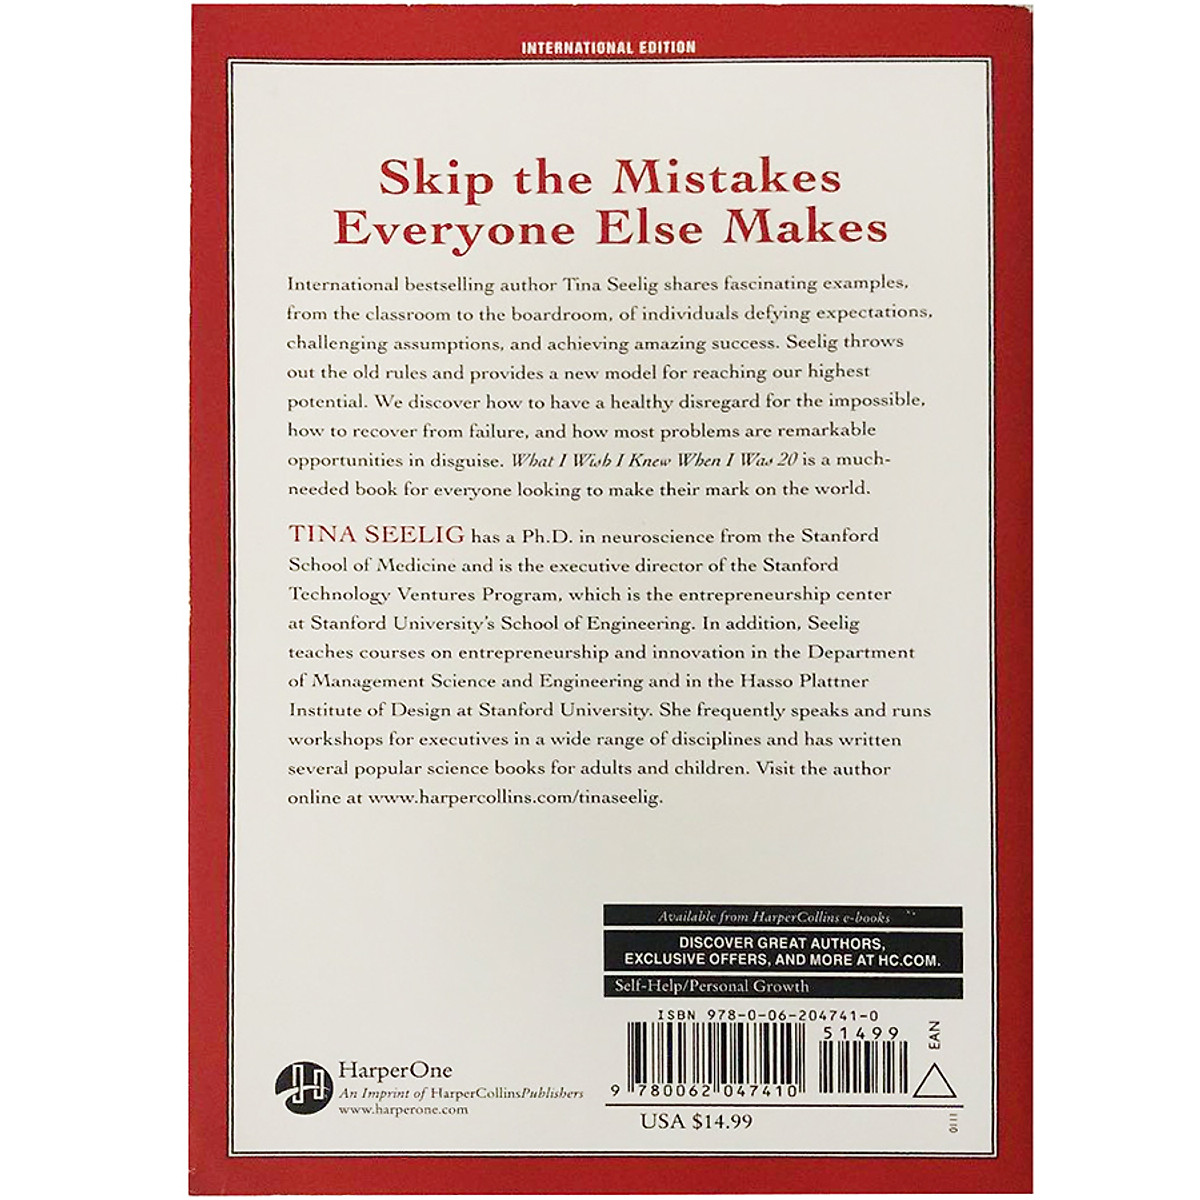 INTERNATIONAL EDITION
Skip the Mistakes
Everyone Else Makes
International bestselling author Tina Seelig shares fascinating examples,
from the classroom to the boardroom, of individuals defying expectations,
challenging assumptions, and achieving amazing success. Seelig throws
out the old rules and provides a new model for reaching our highest
potential. We discover how to have a healthy disregard for the impossible,
how to recover from failure, and how most problems are remarkable
opportunities in disguise. What I Wish I Knew When I Was 20 is a much-
needed book for everyone looking to make their mark on the world.
TINA SEELIG has a Ph.D. in neuroscience from the Stanford
School of Medicine and is the executive director of the Stanford
Technology Ventures Program, which is the entrepreneurship center
at Stanford University's School of Engineering. In addition, Seelig
teaches courses on entrepreneurship and innovation in the Department
of Management Science and Engineering and in the Hasso Plattner
Institute of Design at Stanford University. She frequently speaks and runs
workshops for executives in a wide range of disciplines and has written
several popular science books for adults and children. Visit the author
online at www.harpercollins.com/tinaseelig.
Available from HarperCollins e-books
DISCOVER GREAT AUTHORS,
EXCLUSIVE OFFERS, AND MORE AT HC.COM.
Self-Help/Personal Growth
ISBN 978-0-06-204741-0
51499
EAN
9 780062 047410
USA $14.99
0111
HarperOne
An Imprint of HarperCollinsPublishers
www.harperone.com